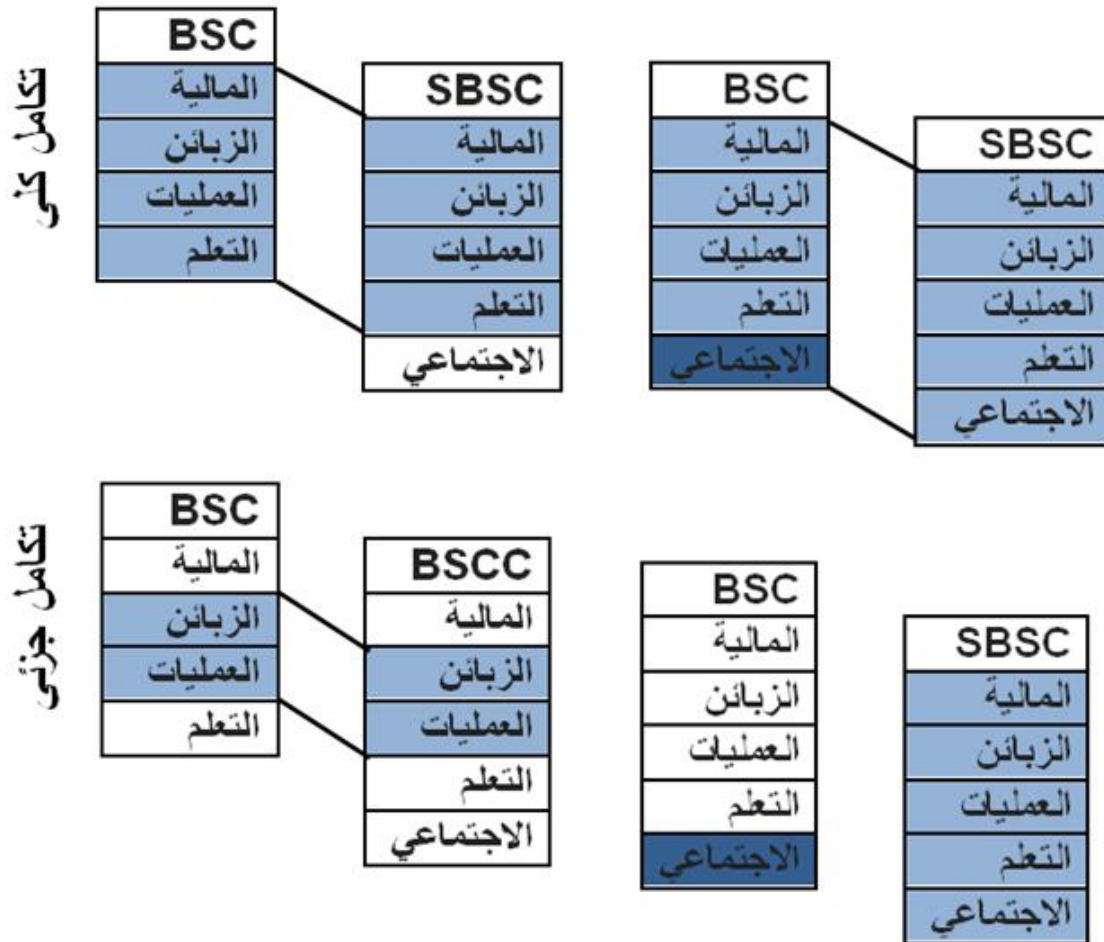 تكامل كلي
BSC
المالية
الزبائن
العمليات
التعلم
SBSC
المالية
الزبائن
العمليات
التعلم
الاجتماعي
BSC
المالية
الزبائن
العمليات
التعلم
الاجتماعي
SBSC
المالية
الزبائن
العمليات
التعلم
الاجتماعي
تكامل جزئي
BSC
المالية
الزبائن
العمليات
التعلم
BSCC
المالية
الزبائن
العمليات
التعلم
الاجتماعي
BSC
المالية
الزبائن
العمليات
التعلم
الاجتماعي
SBSC
المالية
الزبائن
العمليات
التعلم
الاجتماعي